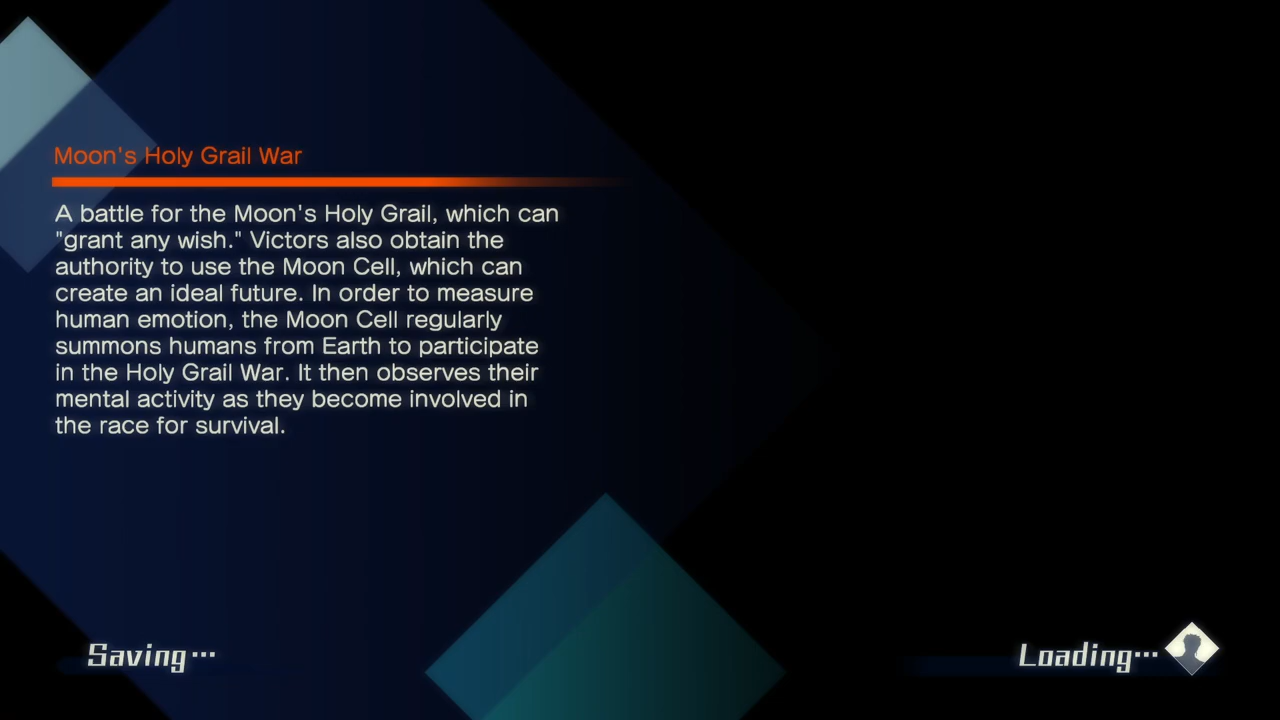 Moon's Holy Grail War
A battle for the Moon's Holy Grail, which can
"grant any wish." Victors also obtain the
authority to use the Moon Cell, which can
create an ideal future. In order to measure
human emotion, the Moon Cell regularly
summons humans from Earth to participate
in the Holy Grail War. It then observes their
mental activity as they become involved in
the race for survival.
Saving…
Loading…